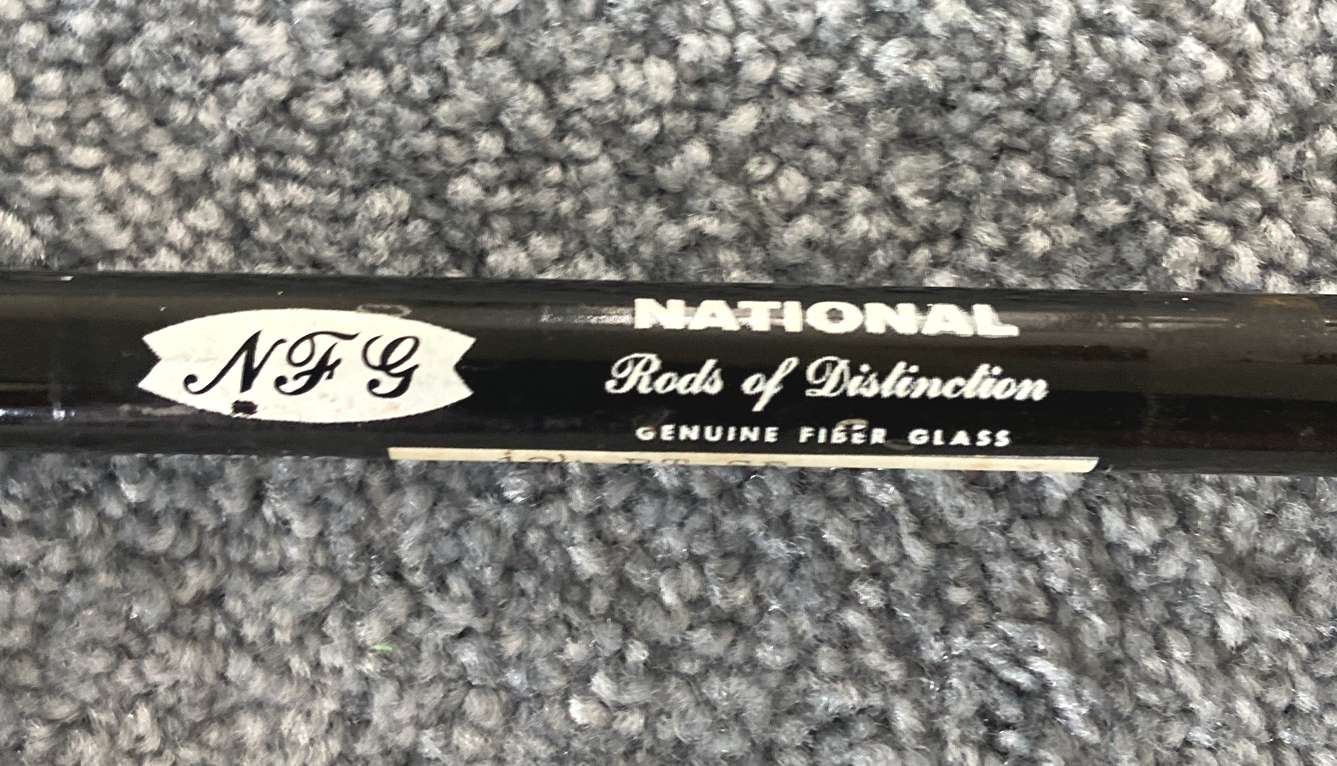 NFG
NATIONAL
Rods of Distinction
GENUINE FIBER GLASS